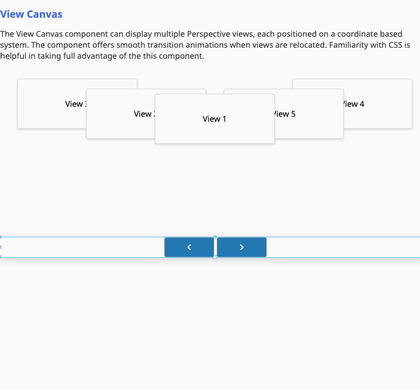 View Canvas
The View Canvas component can display multiple Perspective views, each positioned on a coordinate based
system. The component offers smooth transition animations when views are relocated. Familiarity with CSS is
helpful in taking full advantage of the this component.
View 3
View 4
View 2
View 5
View 1